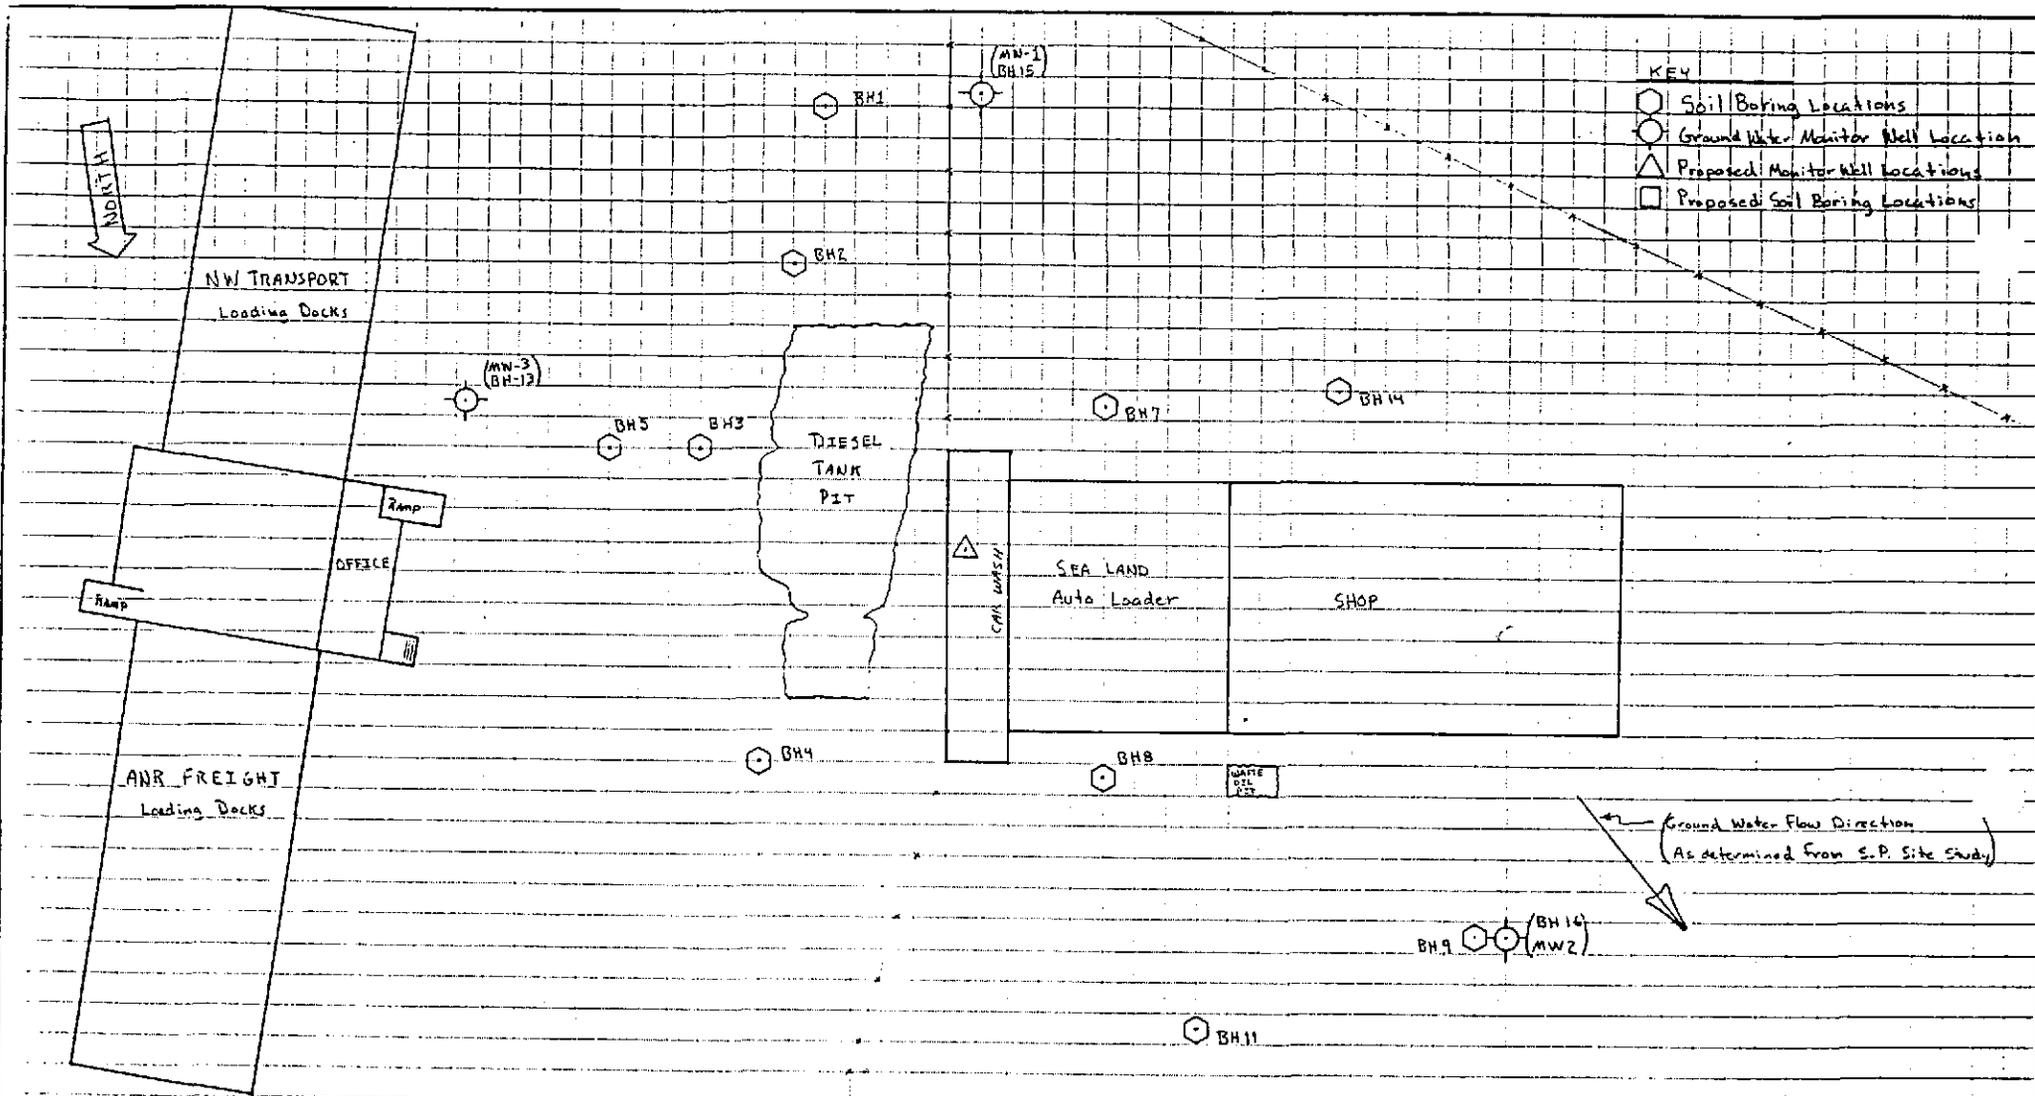 (MW-1
BH15)
BH1
KEY
Soil Boring Locations
Ground Water Monitor Well Location
Proposed Monitor Well Locations
Proposed Soil Boring Locations
NORTH
BH2
NW TRANSPORT
Loading Docks
(MW-3
BH-13)
BH5
BH3
BH7
BH14
DIESEL
TANK
PIT
RAMP
OFFICE
RAMP
CAR WASH
SEA LAND
Auto Loader
SHOP
BH4
BH8
WASTE
OIL
PIT
ANR FREIGHT
Loading Docks
(Ground Water Flow Direction
As determined from S.P. Site Study)
BH9
(BH16
MW2)
BH11